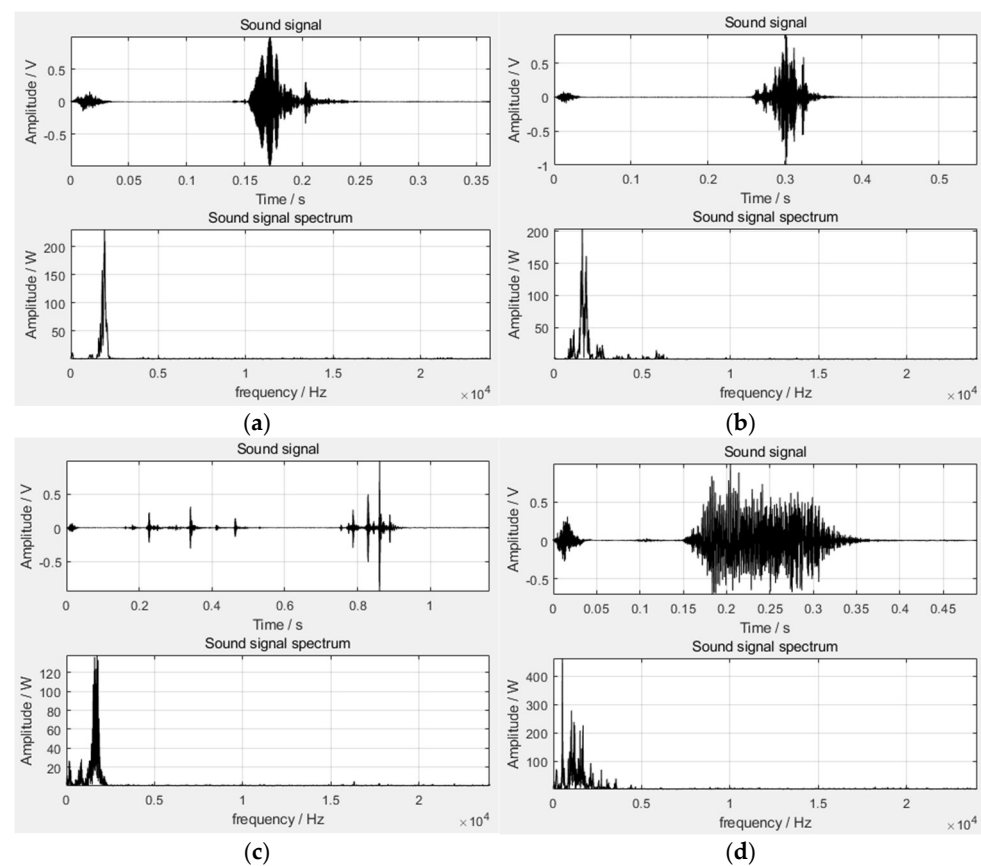 Sound signal
Amplitude / V
0.5
0
-0.5
0 0.05 0.1 0.15 0.2 0.25 0.3 0.35
Time / s
Sound signal spectrum
Amplitude / W
200
150
100
50
0 0.5 1 1.5 2
frequency / Hz
× 10^4
(a)
Sound signal
Amplitude / V
0.5
0
-0.5
-1
0 0.1 0.2 0.3 0.4 0.5
Time / s
Sound signal spectrum
Amplitude / W
200
150
100
50
0 0.5 1 1.5 2
frequency / Hz
× 10^4
(b)
Sound signal
Amplitude / V
0.5
0
-0.5
0 0.2 0.4 0.6 0.8 1
Time / s
Sound signal spectrum
Amplitude / W
120
100
80
60
40
20
0 0.5 1 1.5 2
frequency / Hz
× 10^4
(c)
Sound signal
Amplitude / V
0.5
0
-0.5
0 0.05 0.1 0.15 0.2 0.25 0.3 0.35 0.4 0.45
Time / s
Sound signal spectrum
Amplitude / W
400
300
200
100
0 0.5 1 1.5 2
frequency / Hz
× 10^4
(d)